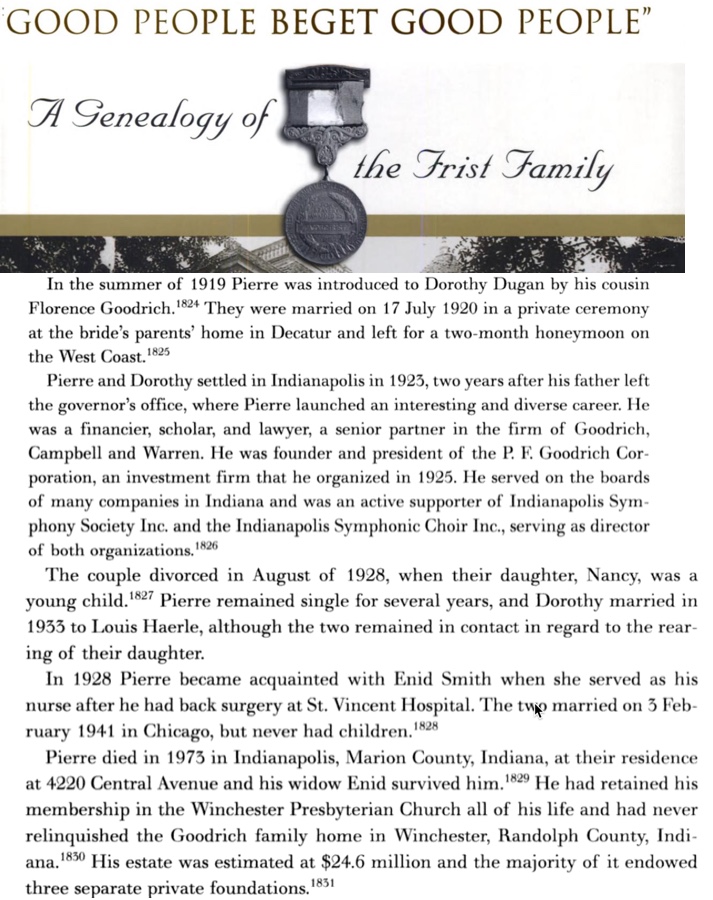 "GOOD PEOPLE BEGET GOOD PEOPLE"
A Genealogy of
the Frist Family
In the summer of 1919 Pierre was introduced to Dorothy Dugan by his cousin
Florence Goodrich.1824 They were married on 17 July 1920 in a private ceremony
at the bride's parents' home in Decatur and left for a two-month honeymoon on
the West Coast.1825
Pierre and Dorothy settled in Indianapolis in 1923, two years after his father left
the governor's office, where Pierre launched an interesting and diverse career. He
was a financier, scholar, and lawyer, a senior partner in the firm of Goodrich,
Campbell and Warren. He was founder and president of the P. F. Goodrich Cor-
poration, an investment firm that he organized in 1925. He served on the boards
of many companies in Indiana and was an active supporter of Indianapolis Sym-
phony Society Inc. and the Indianapolis Symphonic Choir Inc., serving as director
of both organizations.1826
The couple divorced in August of 1928, when their daughter, Nancy, was a
young child.1827 Pierre remained single for several years, and Dorothy married in
1933 to Louis Haerle, although the two remained in contact in regard to the rear-
ing of their daughter.
In 1928 Pierre became acquainted with Enid Smith when she served as his
nurse after he had back surgery at St. Vincent Hospital. The two married on 3 Feb-
ruary 1941 in Chicago, but never had children.1828
Pierre died in 1973 in Indianapolis, Marion County, Indiana, at their residence
at 4220 Central Avenue and his widow Enid survived him.1829 He had retained his
membership in the Winchester Presbyterian Church all of his life and had never
relinquished the Goodrich family home in Winchester, Randolph County, Indi-
ana.1830 His estate was estimated at $24.6 million and the majority of it endowed
three separate private foundations.1831